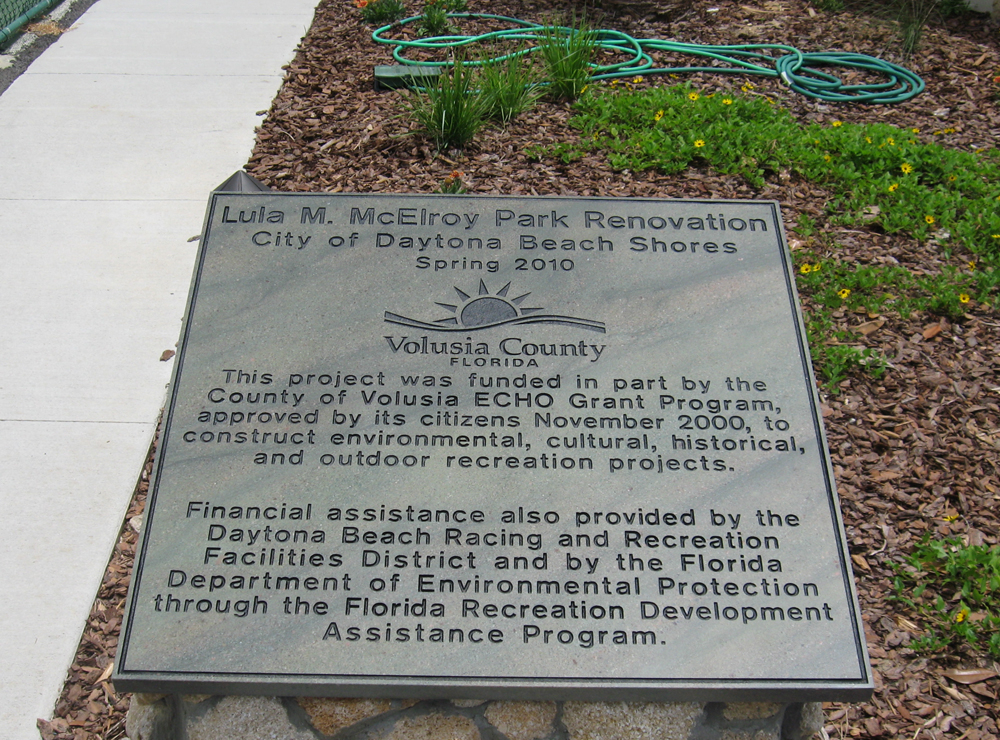 Lula M. McElroy Park Renovation
City of Daytona Beach Shores
Spring 2010
Volusia County
FLORIDA
This project was funded in part by the
County of Volusia ECHO Grant Program,
approved by its citizens November 2000, to
construct environmental, cultural, historical,
and outdoor recreation projects.
Financial assistance also provided by the
Daytona Beach Racing and Recreation
Facilities District and by the Florida
Department of Environmental Protection
through the Florida Recreation Development
Assistance Program.